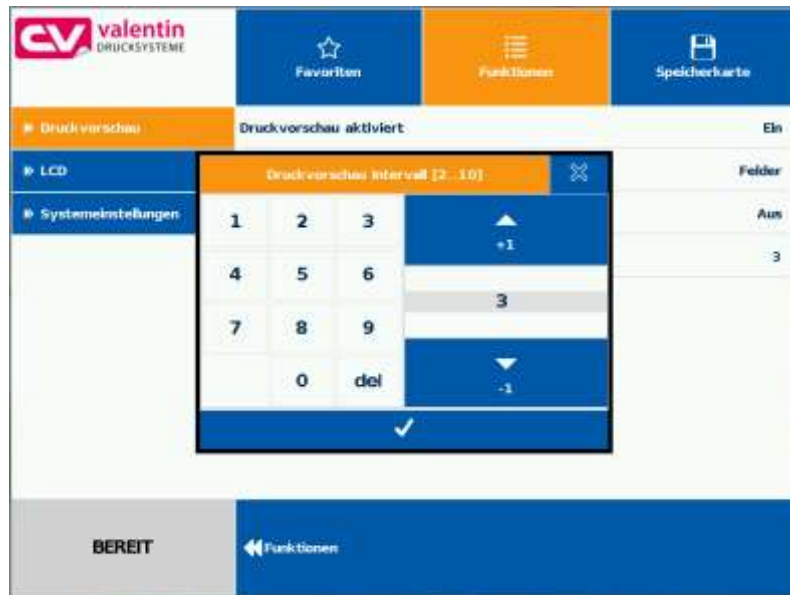 CV valentin
DRUCKSYSTEME
Favoriten
Funktionen
Speicherkarte
Druckvorschau
Druckvorschau aktiviert
Ein
LCD
Felder
Systemeinstellungen
Aus
3
Druckvorschau Intervall [2..10]
1 2 3
+1
4 5 6
3
7 8 9
0 del
-1
BEREIT
Funktionen